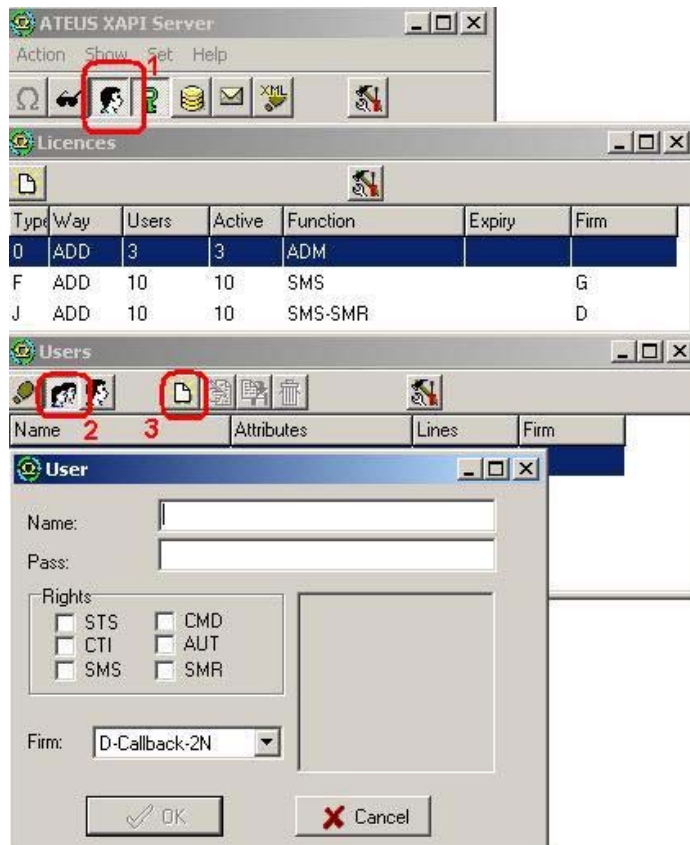 ATEUS XAPI Server
Action Show Set Help
1
XML
Licences
Type Way Users Active Function Expiry Firm
0 ADD 3 3 ADM
F ADD 10 10 SMS G
J ADD 10 10 SMS-SMR D
Users
2 3
Name Attributes Lines Firm
User
Name:
Pass:
Rights
STS CMD
CTI AUT
SMS SMR
Firm: D-Callback-2N
OK Cancel